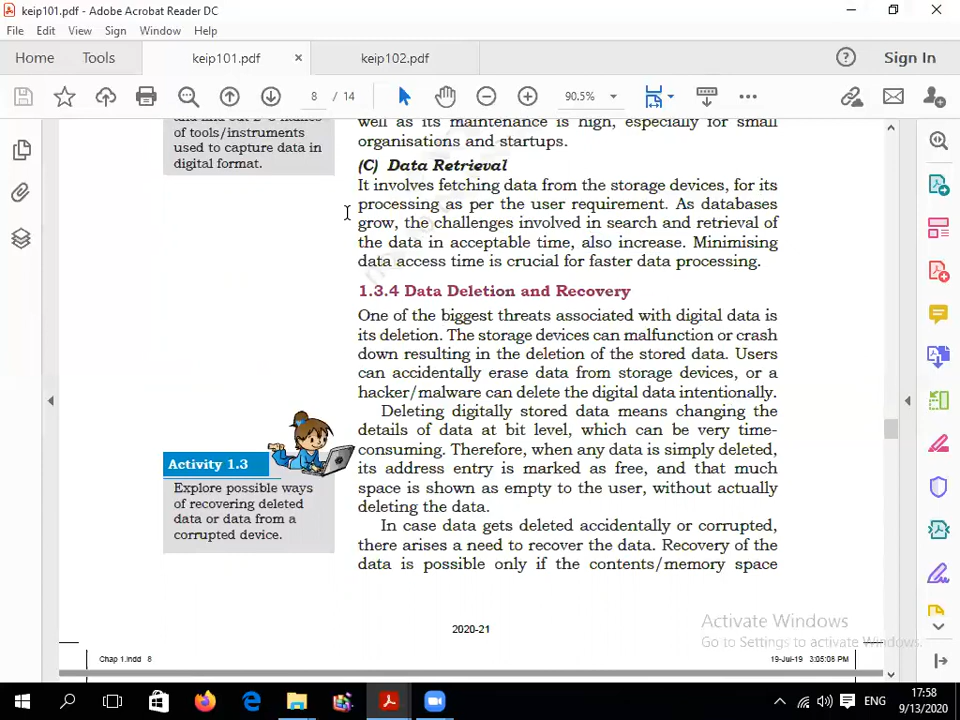 keip101.pdf - Adobe Acrobat Reader DC
File Edit View Sign Window Help
Home Tools keip101.pdf × keip102.pdf Sign In
8 / 14 90.5%
and find out 2-3 names
of tools/instruments
used to capture data in
digital format.
well as its maintenance is high, especially for small
organisations and startups.
(C) Data Retrieval
It involves fetching data from the storage devices, for its
processing as per the user requirement. As databases
grow, the challenges involved in search and retrieval of
the data in acceptable time, also increase. Minimising
data access time is crucial for faster data processing.
1.3.4 Data Deletion and Recovery
One of the biggest threats associated with digital data is
its deletion. The storage devices can malfunction or crash
down resulting in the deletion of the stored data. Users
can accidentally erase data from storage devices, or a
hacker/malware can delete the digital data intentionally.
Deleting digitally stored data means changing the
details of data at bit level, which can be very time-
consuming. Therefore, when any data is simply deleted,
its address entry is marked as free, and that much
space is shown as empty to the user, without actually
deleting the data.
In case data gets deleted accidentally or corrupted,
there arises a need to recover the data. Recovery of the
data is possible only if the contents/memory space
Activity 1.3
Explore possible ways
of recovering deleted
data or data from a
corrupted device.
2020-21
Chap 1.indd 8
19-Jul-19 3:05:08 PM
Activate Windows
Go to Settings to activate Windows.
ENG
17:58
9/13/2020